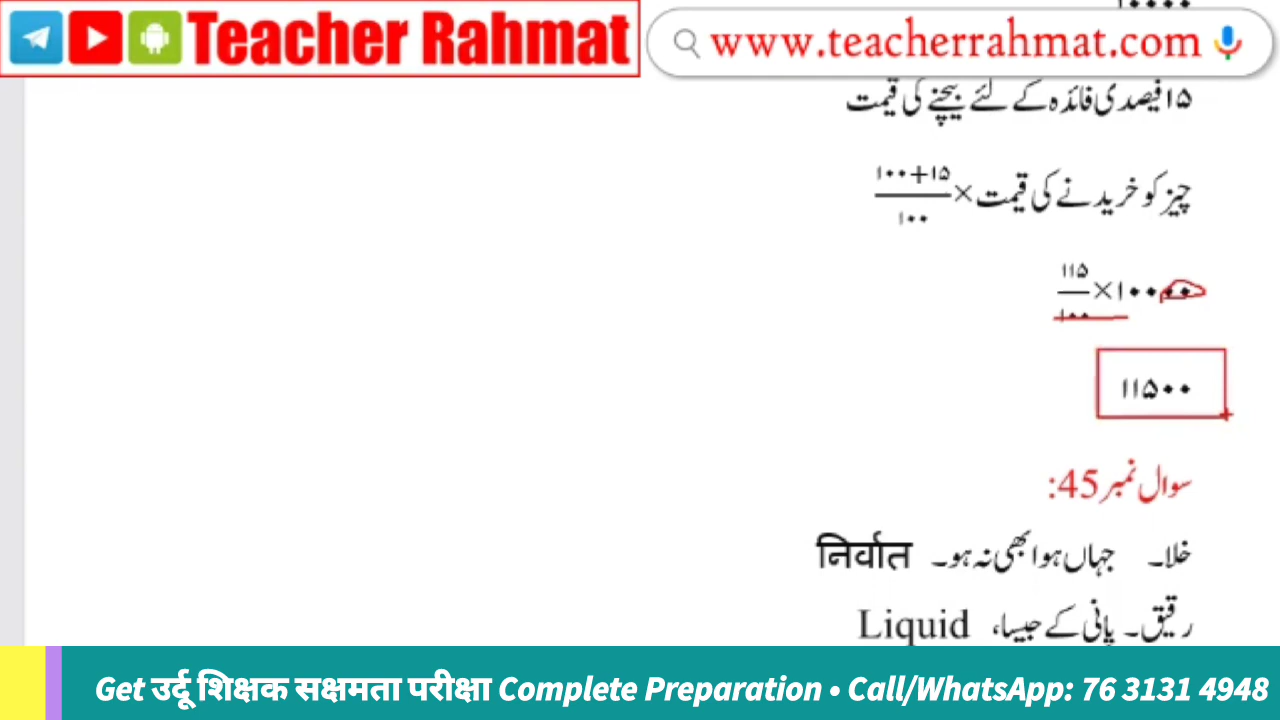 Teacher Rahmat
www.teacherrahmat.com
۱۵ فیصدی فائدہ کے لئے بیچنے کی قیمت
چیز کو خریدنے کی قیمت × ۱۰۰+۱۵
۱۰۰
۱۱۵
× ۱۰۰۰۰
۱۰۰
۱۱۵۰۰
سوال نمبر 45:
خلا۔ جہاں ہوا بھی نہ ہو۔ निर्वात
رقیق۔ پانی کے جیسا، Liquid
Get उर्दू शिक्षक सक्षमता परीक्षा Complete Preparation • Call/WhatsApp: 76 3131 4948